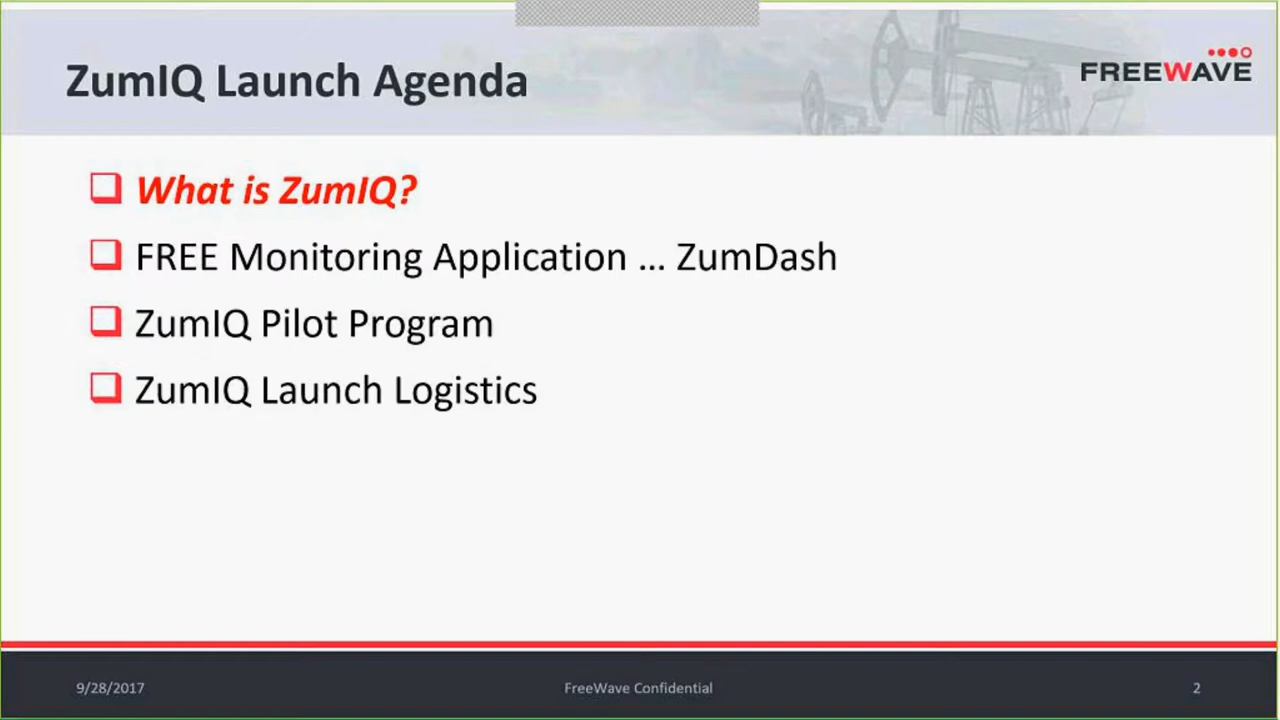 ZumIQ Launch Agenda
FREEWAVE
What is ZumIQ?
FREE Monitoring Application ... ZumDash
ZumIQ Pilot Program
ZumIQ Launch Logistics
9/28/2017
FreeWave Confidential
2